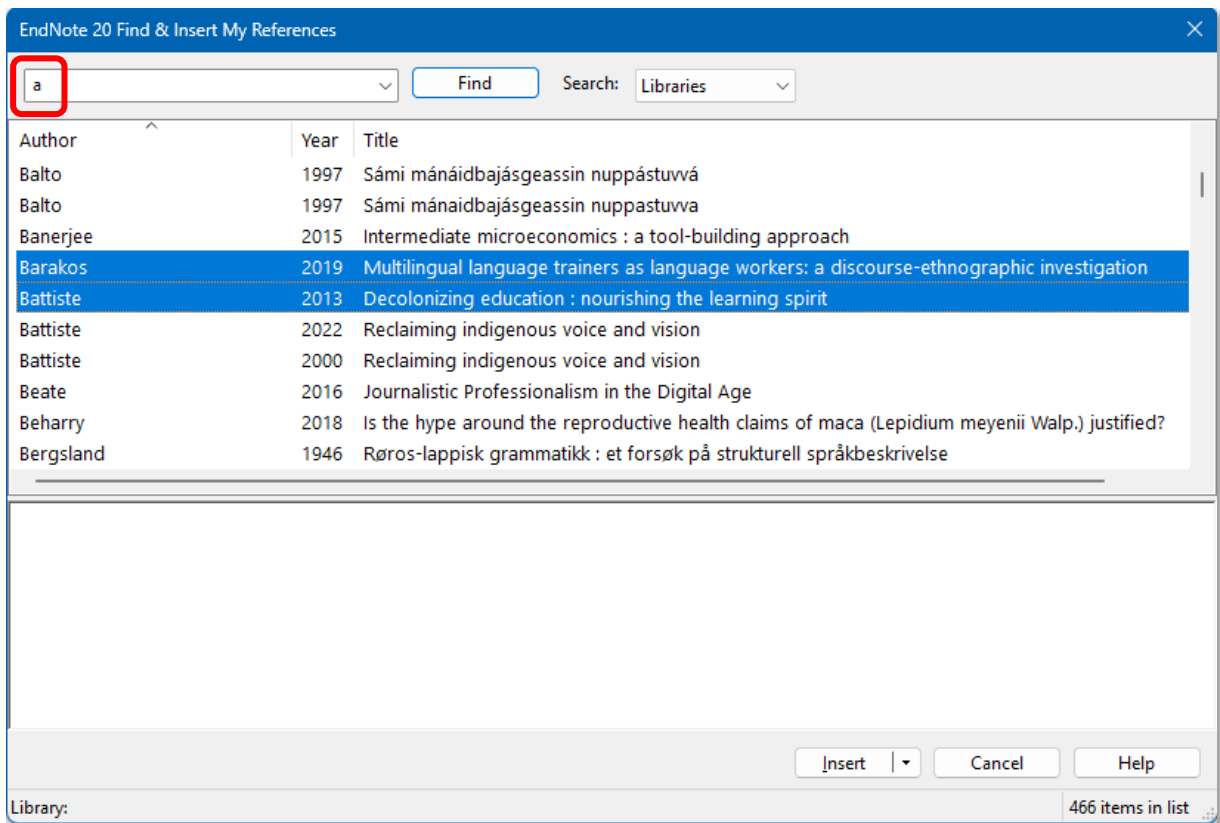 EndNote 20 Find & Insert My References
a Find Search: Libraries
Author Year Title
Balto 1997 Sámi mánáidbajásgeassin nuppástuvvá
Balto 1997 Sámi mánaidbajásgeassin nuppastuvva
Banerjee 2015 Intermediate microeconomics : a tool-building approach
Barakos 2019 Multilingual language trainers as language workers: a discourse-ethnographic investigation
Battiste 2013 Decolonizing education : nourishing the learning spirit
Battiste 2022 Reclaiming indigenous voice and vision
Battiste 2000 Reclaiming indigenous voice and vision
Beate 2016 Journalistic Professionalism in the Digital Age
Beharry 2018 Is the hype around the reproductive health claims of maca (Lepidium meyenii Walp.) justified?
Bergsland 1946 Røros-lappisk grammatikk : et forsøk på strukturell språkbeskrivelse
Insert Cancel Help
Library: 466 items in list